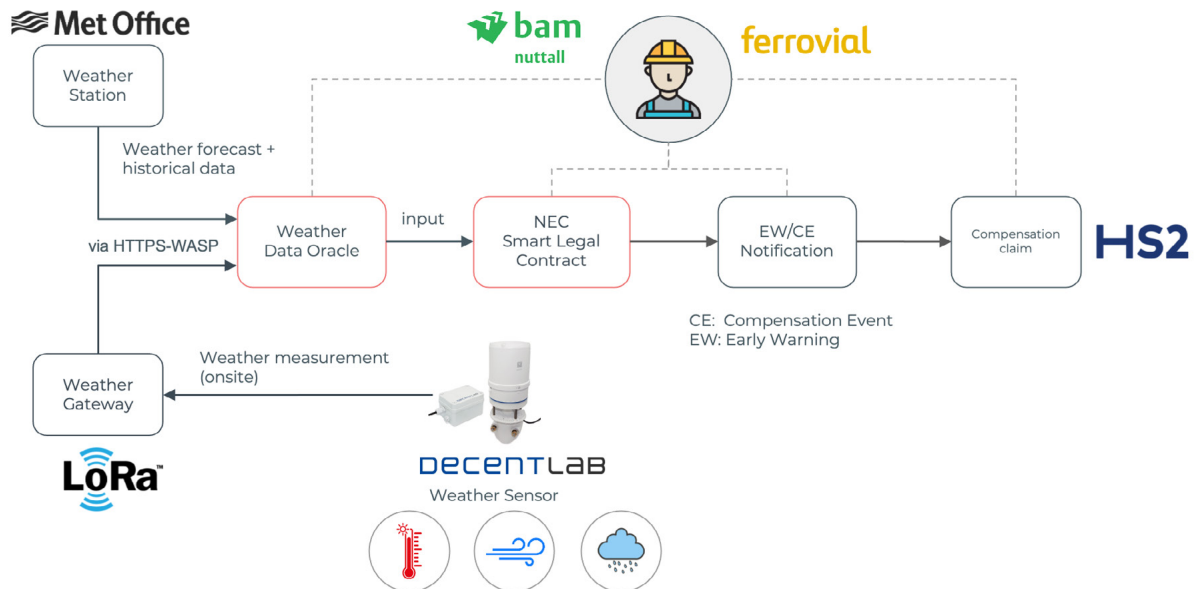 Met Office
bam
nuttall
ferrovial
Weather
Station
Weather forecast +
historical data
via HTTPS-WASP
Weather
Data Oracle
input
NEC
Smart Legal
Contract
EW/CE
Notification
Compensation
claim
HS2
CE: Compensation Event
EW: Early Warning
Weather
Gateway
Weather measurement
(onsite)
LoRa™
DECENTLAB
Weather Sensor